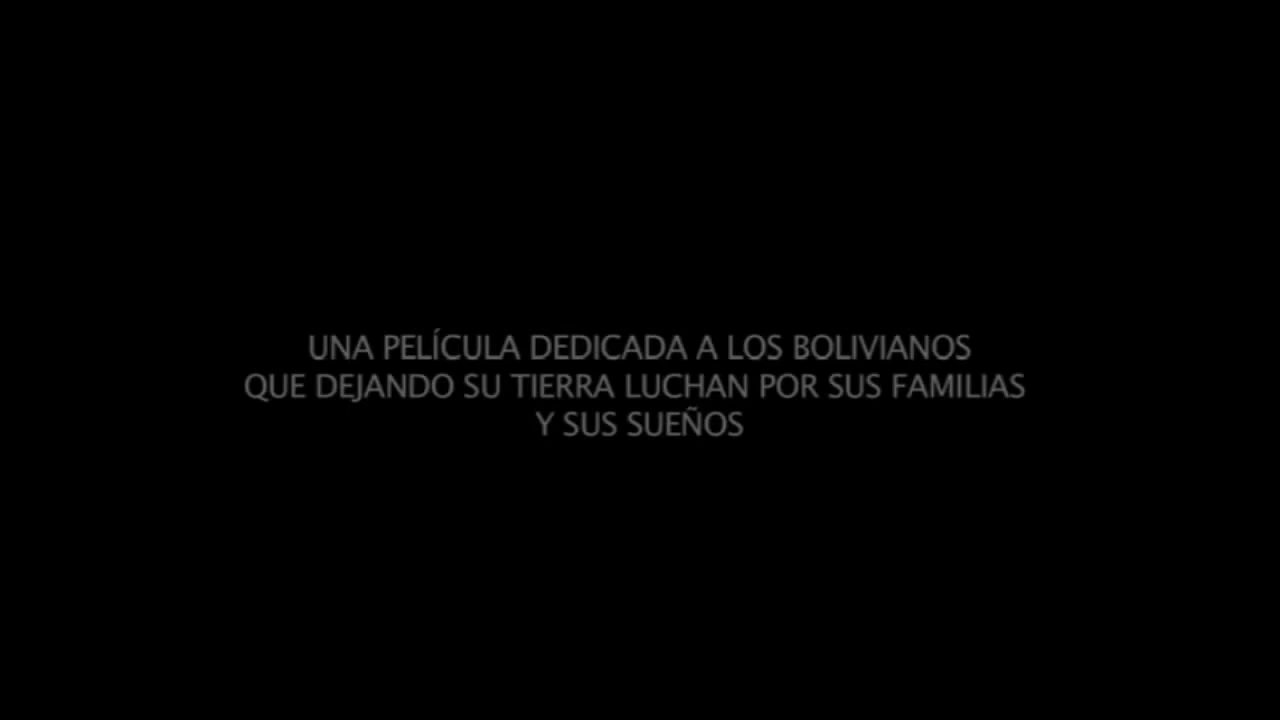 UNA PELÍCULA DEDICADA A LOS BOLIVIANOS
QUE DEJANDO SU TIERRA LUCHAN POR SUS FAMILIAS
Y SUS SUEÑOS